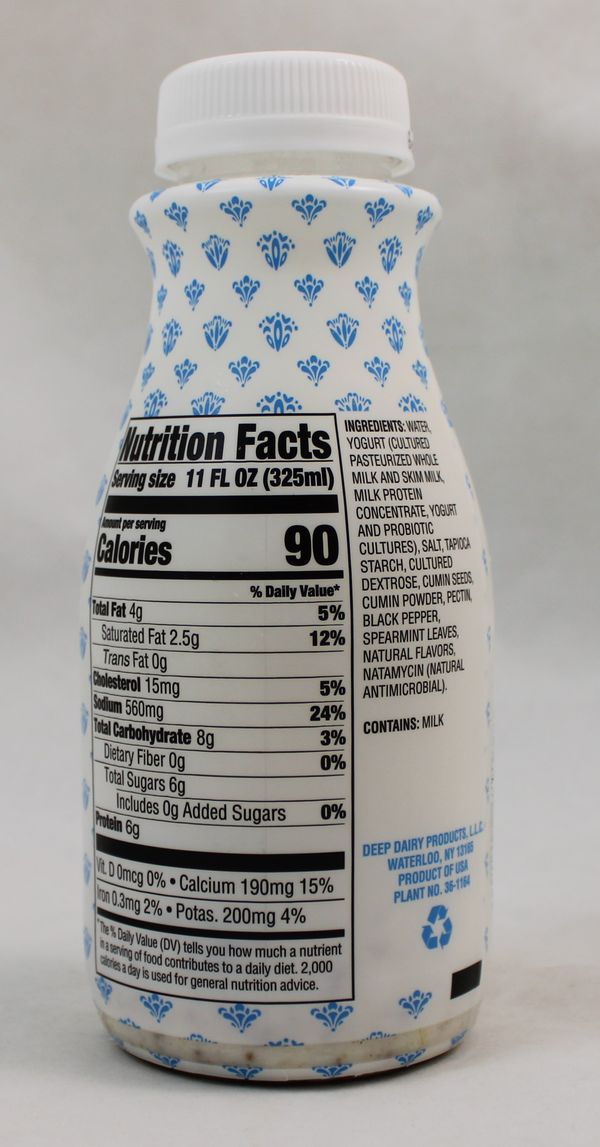 Nutrition Facts
Serving size 11 FL OZ (325ml)
Amount per serving
Calories 90
% Daily Value*
Total Fat 4g 5%
Saturated Fat 2.5g 12%
Trans Fat 0g
Cholesterol 15mg 5%
Sodium 560mg 24%
Total Carbohydrate 8g 3%
Dietary Fiber 0g 0%
Total Sugars 6g
Includes 0g Added Sugars 0%
Protein 6g
Vit. D 0mcg 0% • Calcium 190mg 15%
Iron 0.3mg 2% • Potas. 200mg 4%
*The % Daily Value (DV) tells you how much a nutrient
in a serving of food contributes to a daily diet. 2,000
calories a day is used for general nutrition advice.
INGREDIENTS: WATER,
YOGURT (CULTURED
PASTEURIZED WHOLE
MILK AND SKIM MILK,
MILK PROTEIN
CONCENTRATE, YOGURT
AND PROBIOTIC
CULTURES), SALT, TAPIOCA
STARCH, CULTURED
DEXTROSE, CUMIN SEEDS,
CUMIN POWDER, PECTIN,
BLACK PEPPER,
SPEARMINT LEAVES,
NATURAL FLAVORS,
NATAMYCIN (NATURAL
ANTIMICROBIAL).
CONTAINS: MILK
DEEP DAIRY PRODUCTS, L.L.C.
WATERLOO, NY 13165
PRODUCT OF USA
PLANT NO. 36-1164